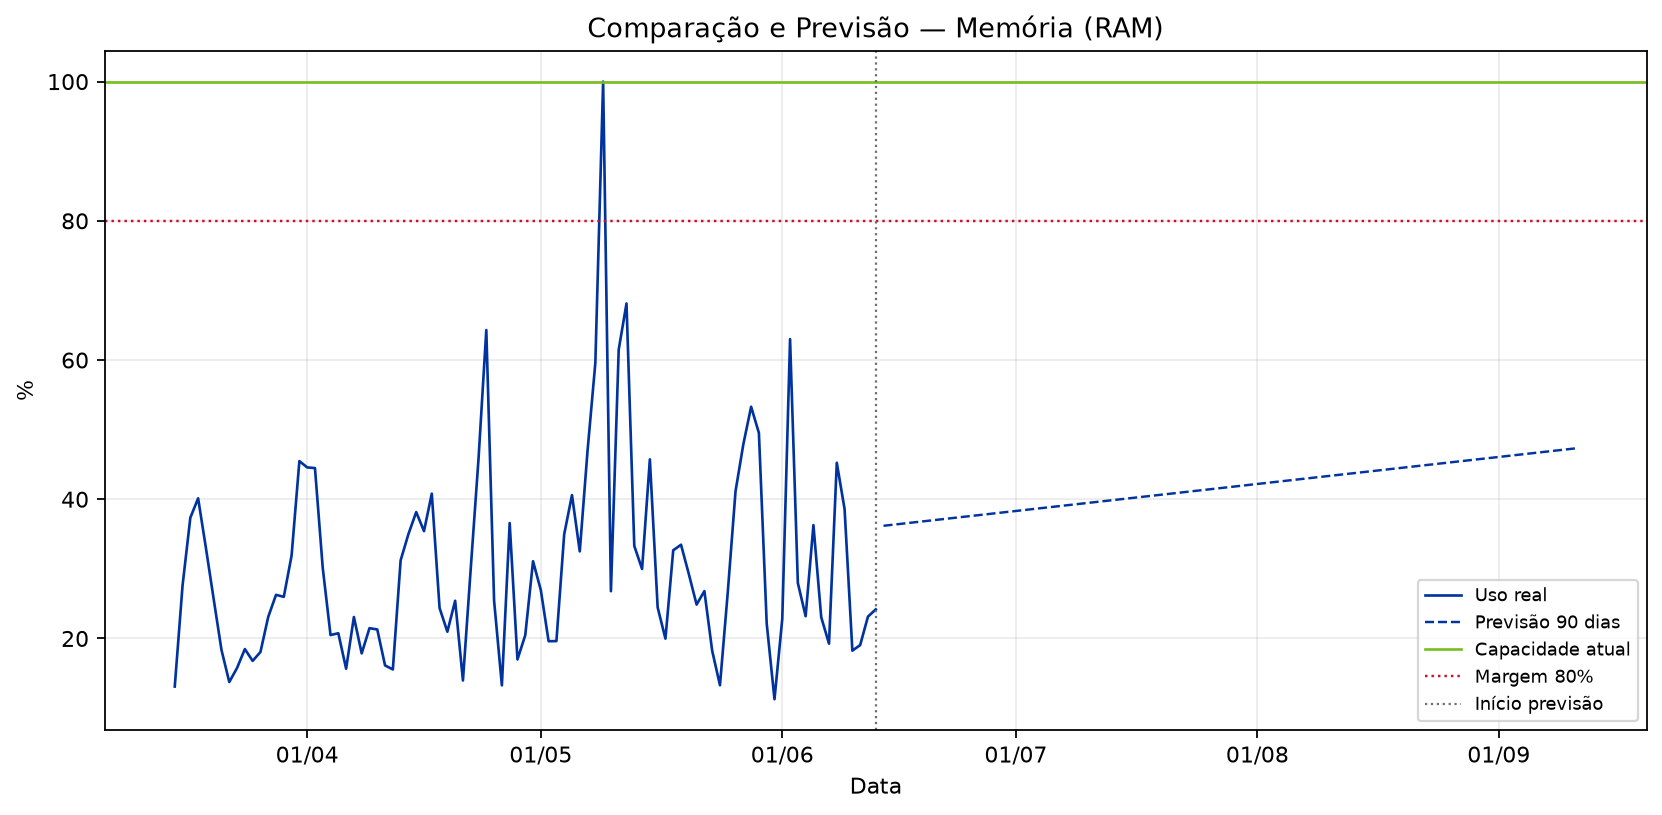 Comparação e Previsão — Memória (RAM)
100
80
60
40
20
%
01/04
01/05
01/06
01/07
01/08
01/09
Data
Uso real
Previsão 90 dias
Capacidade atual
Margem 80%
Início previsão